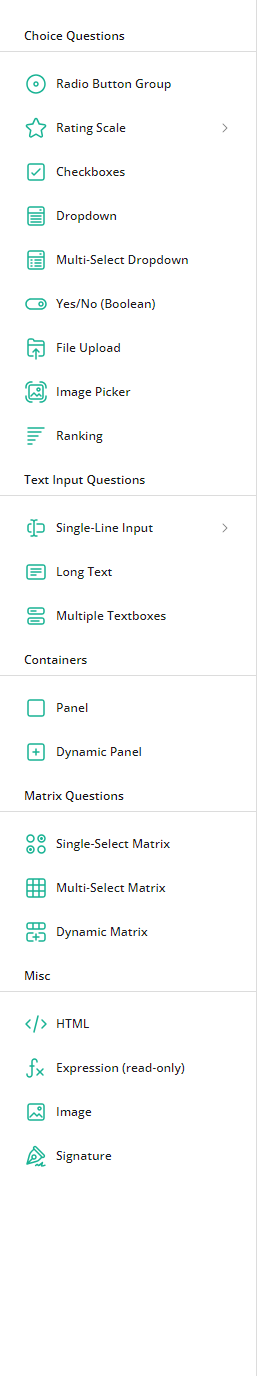 Choice Questions
Radio Button Group
Rating Scale
Checkboxes
Dropdown
Multi-Select Dropdown
Yes/No (Boolean)
File Upload
Image Picker
Ranking
Text Input Questions
Single-Line Input
Long Text
Multiple Textboxes
Containers
Panel
Dynamic Panel
Matrix Questions
Single-Select Matrix
Multi-Select Matrix
Dynamic Matrix
Misc
HTML
Expression (read-only)
Image
Signature